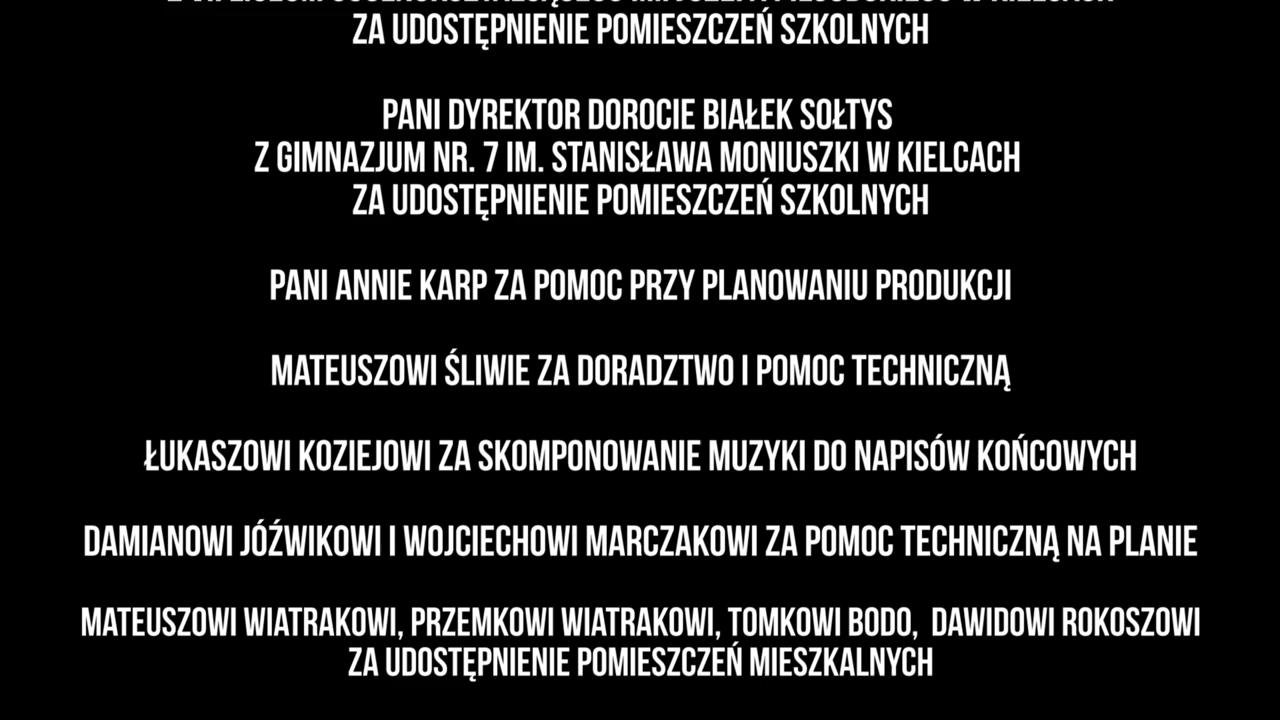 ZA UDOSTĘPNIENIE POMIESZCZEŃ SZKOLNYCH
PANI DYREKTOR DOROCIE BIAŁEK SOŁTYS
Z GIMNAZJUM NR. 7 IM. STANISŁAWA MONIUSZKI W KIELCACH
ZA UDOSTĘPNIENIE POMIESZCZEŃ SZKOLNYCH
PANI ANNIE KARP ZA POMOC PRZY PLANOWANIU PRODUKCJI
MATEUSZOWI ŚLIWIE ZA DORADZTWO I POMOC TECHNICZNĄ
ŁUKASZOWI KOZIEJOWI ZA SKOMPONOWANIE MUZYKI DO NAPISÓW KOŃCOWYCH
DAMIANOWI JÓŹWIKOWI I WOJCIECHOWI MARCZAKOWI ZA POMOC TECHNICZNĄ NA PLANIE
MATEUSZOWI WIATRAKOWI, PRZEMKOWI WIATRAKOWI, TOMKOWI BODO, DAWIDOWI ROKOSZOWI
ZA UDOSTĘPNIENIE POMIESZCZEŃ MIESZKALNYCH